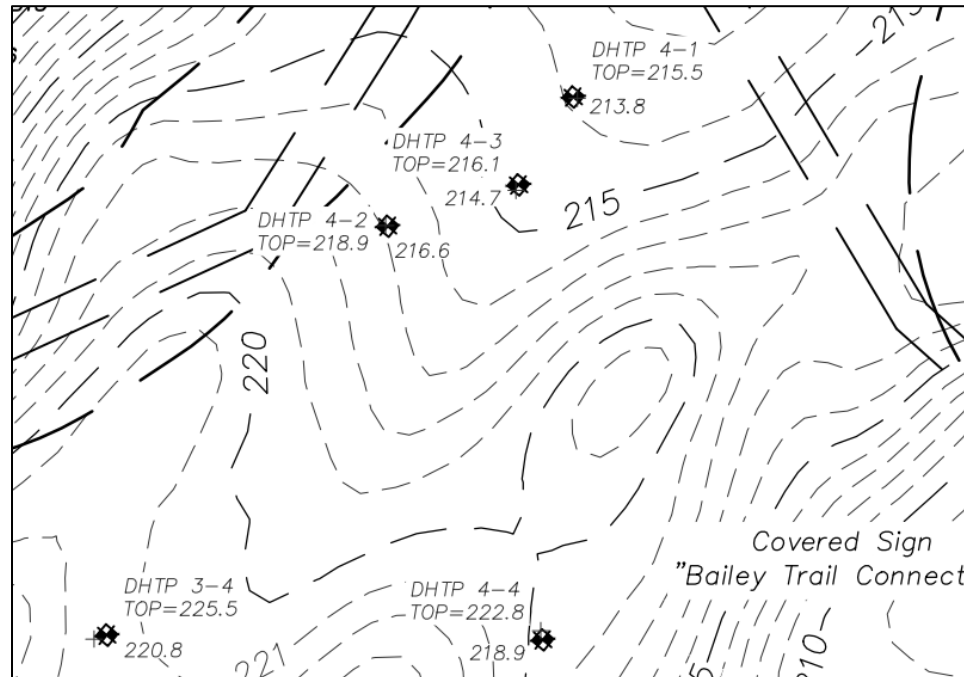 215
DHTP 4-1
TOP=215.5
213.8
DHTP 4-3
TOP=216.1
214.7
215
DHTP 4-2
TOP=218.9
216.6
220
Covered Sign
"Bailey Trail Connect
DHTP 3-4
TOP=225.5
220.8
DHTP 4-4
TOP=222.8
218.9
221
210